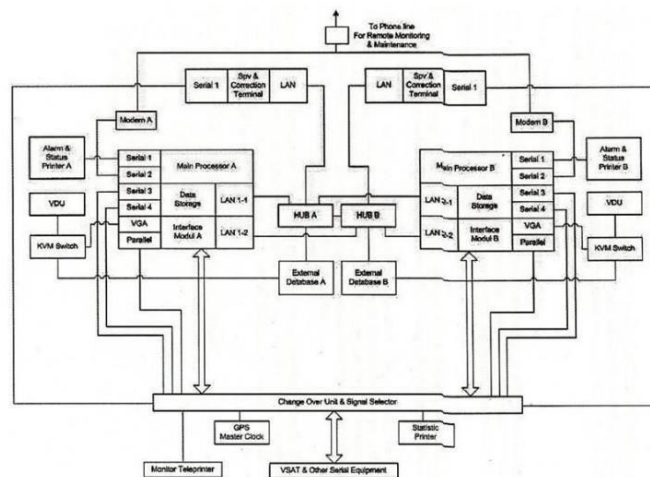 To Phone line
For Remote Monitoring
& Maintenance
Serial 1
Spv &
Correction
Terminal
LAN
LAN
Spv &
Correction
Terminal
Serial 1
Modem A
Modem B
Alarm &
Status
Printer A
Serial 1
Serial 2
Serial 3
Serial 4
VGA
Parallel
Main Processor A
Data
Storage
Interface
Modul A
LAN 1-1
LAN 1-2
HUB A
HUB B
Main Processor B
LAN 2-1
LAN 2-2
Data
Storage
Interface
Modul B
Serial 1
Serial 2
Serial 3
Serial 4
VGA
Parallel
Alarm &
Status
Printer B
VDU
VDU
KVM Switch
KVM Switch
External
Database A
External
Database B
Change Over Unit & Signal Selector
GPS
Master Clock
Statistic
Printer
Monitor Teleprinter
VSAT & Other Serial Equipment